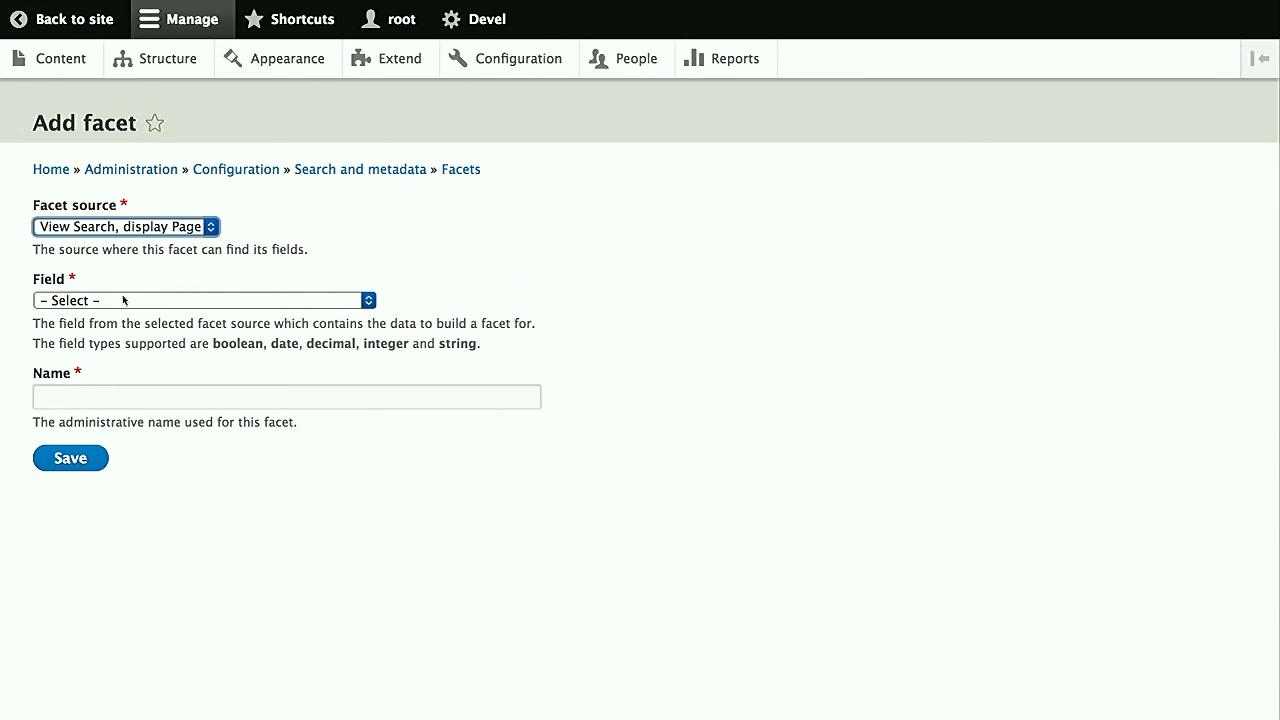 Back to site Manage Shortcuts root Devel
Content Structure Appearance Extend Configuration People Reports
Add facet
Home » Administration » Configuration » Search and metadata » Facets
Facet source *
View Search, display Page
The source where this facet can find its fields.
Field *
– Select –
The field from the selected facet source which contains the data to build a facet for.
The field types supported are boolean, date, decimal, integer and string.
Name *
The administrative name used for this facet.
Save